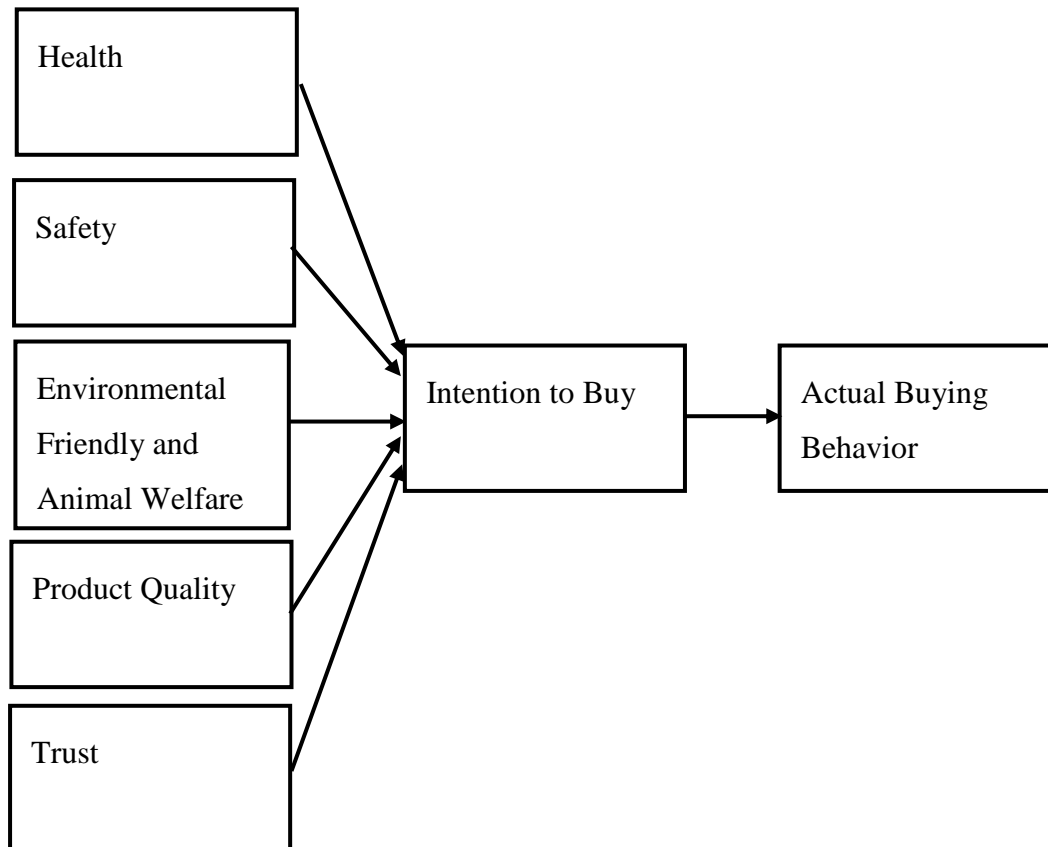 Health
Safety
Environmental
Friendly and
Animal Welfare
Product Quality
Trust
Intention to Buy
Actual Buying
Behavior